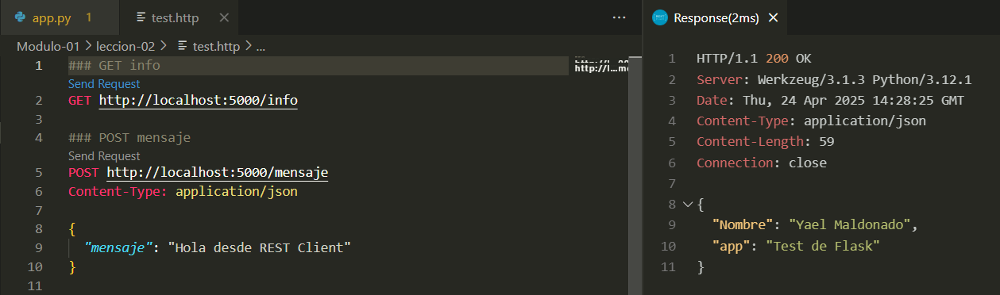 app.py 1
test.http
Modulo-01 > leccion-02 > test.http > ...
1 ### GET info
Send Request
2 GET http://localhost:5000/info
3
4 ### POST mensaje
Send Request
5 POST http://localhost:5000/mensaje
6 Content-Type: application/json
7
8 {
9 "mensaje": "Hola desde REST Client"
10 }
11
Response(2ms)
1 HTTP/1.1 200 OK
2 Server: Werkzeug/3.1.3 Python/3.12.1
3 Date: Thu, 24 Apr 2025 14:28:25 GMT
4 Content-Type: application/json
5 Content-Length: 59
6 Connection: close
7
8 {
9 "Nombre": "Yael Maldonado",
10 "app": "Test de Flask"
11 }